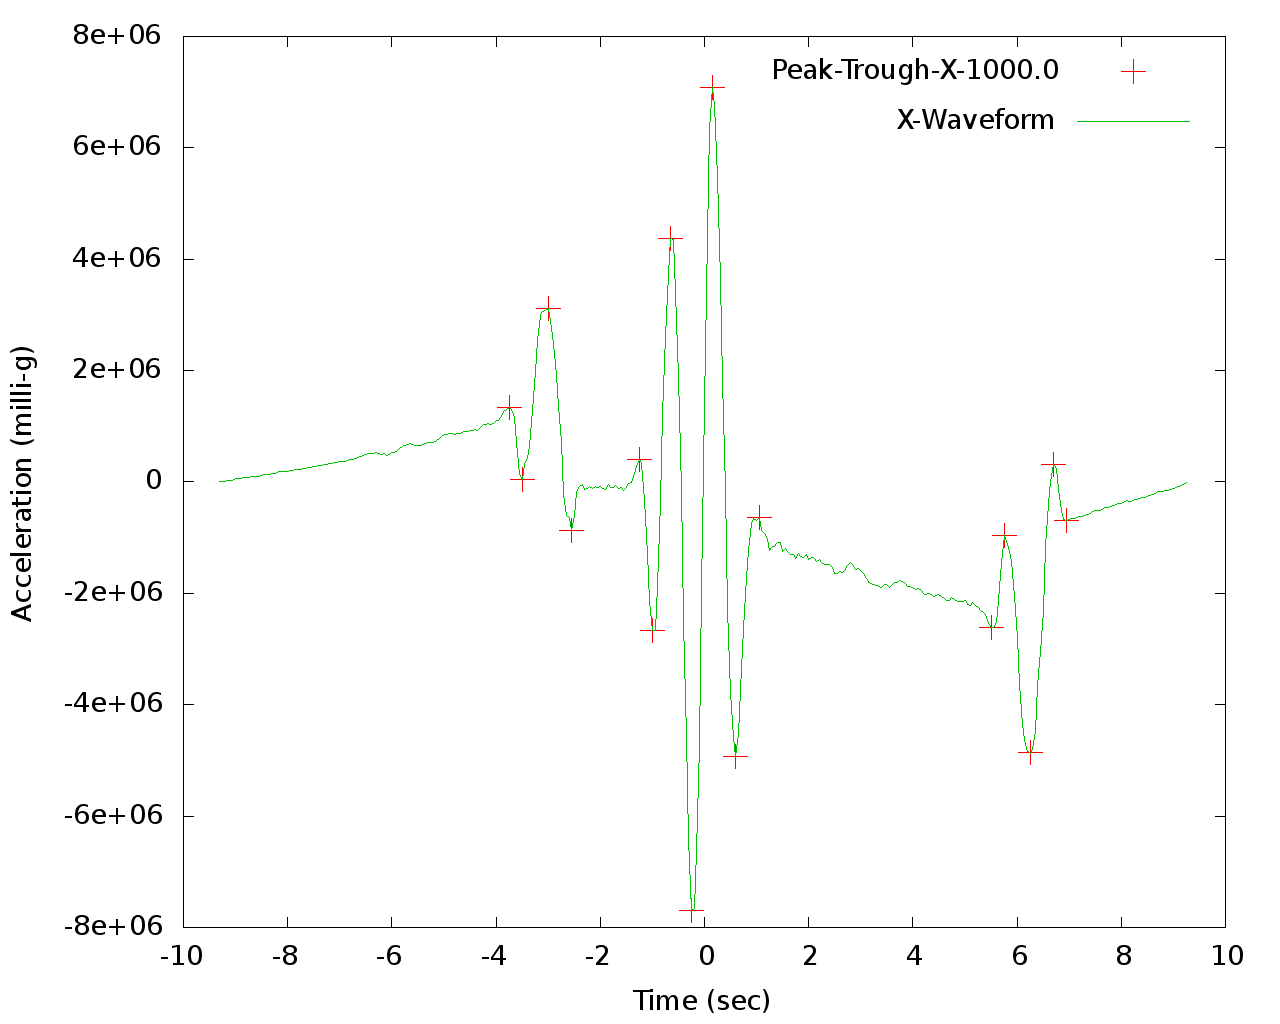 8e+06
6e+06
4e+06
2e+06
0
-2e+06
-4e+06
-6e+06
-8e+06
Acceleration (milli-g)
Peak-Trough-X-1000.0
X-Waveform
-10 -8 -6 -4 -2 0 2 4 6 8 10
Time (sec)